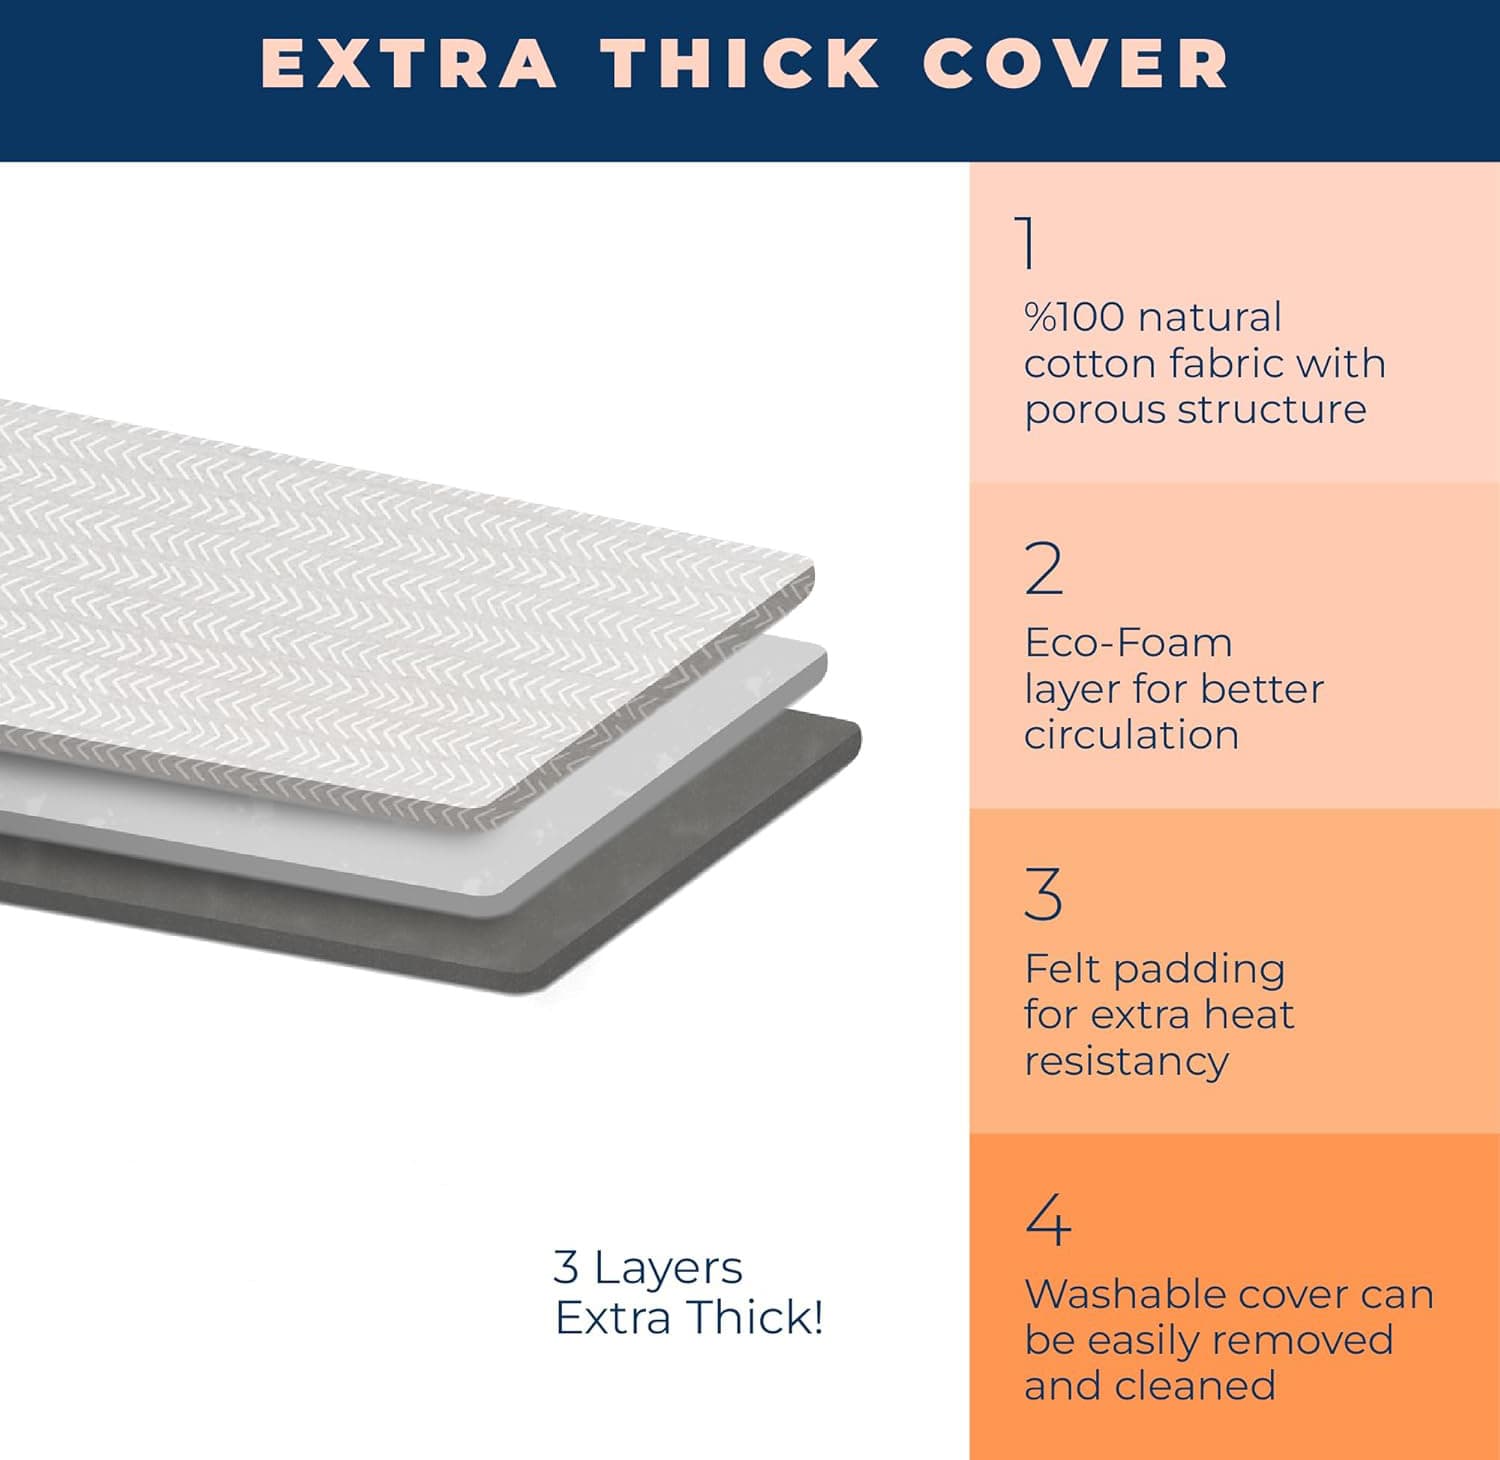 EXTRA THICK COVER
1
%100 natural
cotton fabric with
porous structure
2
Eco-Foam
layer for better
circulation
3
Felt padding
for extra heat
resistancy
4
Washable cover can
be easily removed
and cleaned
3 Layers
Extra Thick!